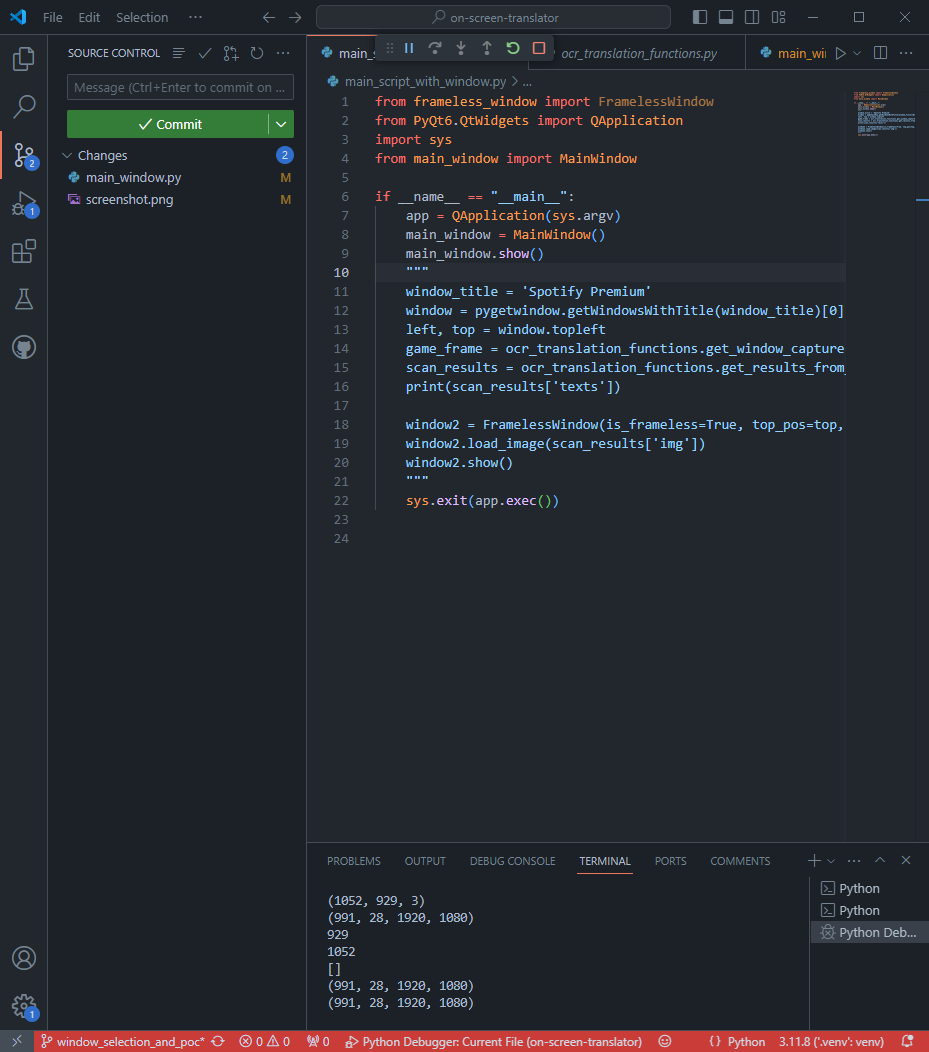 File Edit Selection ··· on-screen-translator
SOURCE CONTROL
Message (Ctrl+Enter to commit on ...
Commit
Changes 2
main_window.py M
screenshot.png M
2
1
1
main_s ocr_translation_functions.py main_wi
main_script_with_window.py > ...
1 from frameless_window import FramelessWindow
2 from PyQt6.QtWidgets import QApplication
3 import sys
4 from main_window import MainWindow
5
6 if __name__ == "__main__":
7 app = QApplication(sys.argv)
8 main_window = MainWindow()
9 main_window.show()
10 """
11 window_title = 'Spotify Premium'
12 window = pygetwindow.getWindowsWithTitle(window_title)[0]
13 left, top = window.topleft
14 game_frame = ocr_translation_functions.get_window_capture
15 scan_results = ocr_translation_functions.get_results_from_
16 print(scan_results['texts'])
17
18 window2 = FramelessWindow(is_frameless=True, top_pos=top,
19 window2.load_image(scan_results['img'])
20 window2.show()
21 """
22 sys.exit(app.exec())
23
24
PROBLEMS OUTPUT DEBUG CONSOLE TERMINAL PORTS COMMENTS
(1052, 929, 3)
(991, 28, 1920, 1080)
929
1052
[]
(991, 28, 1920, 1080)
(991, 28, 1920, 1080)
Python
Python
Python Deb...
window_selection_and_poc* 0 0 0 Python Debugger: Current File (on-screen-translator) {} Python 3.11.8 ('.venv': venv)